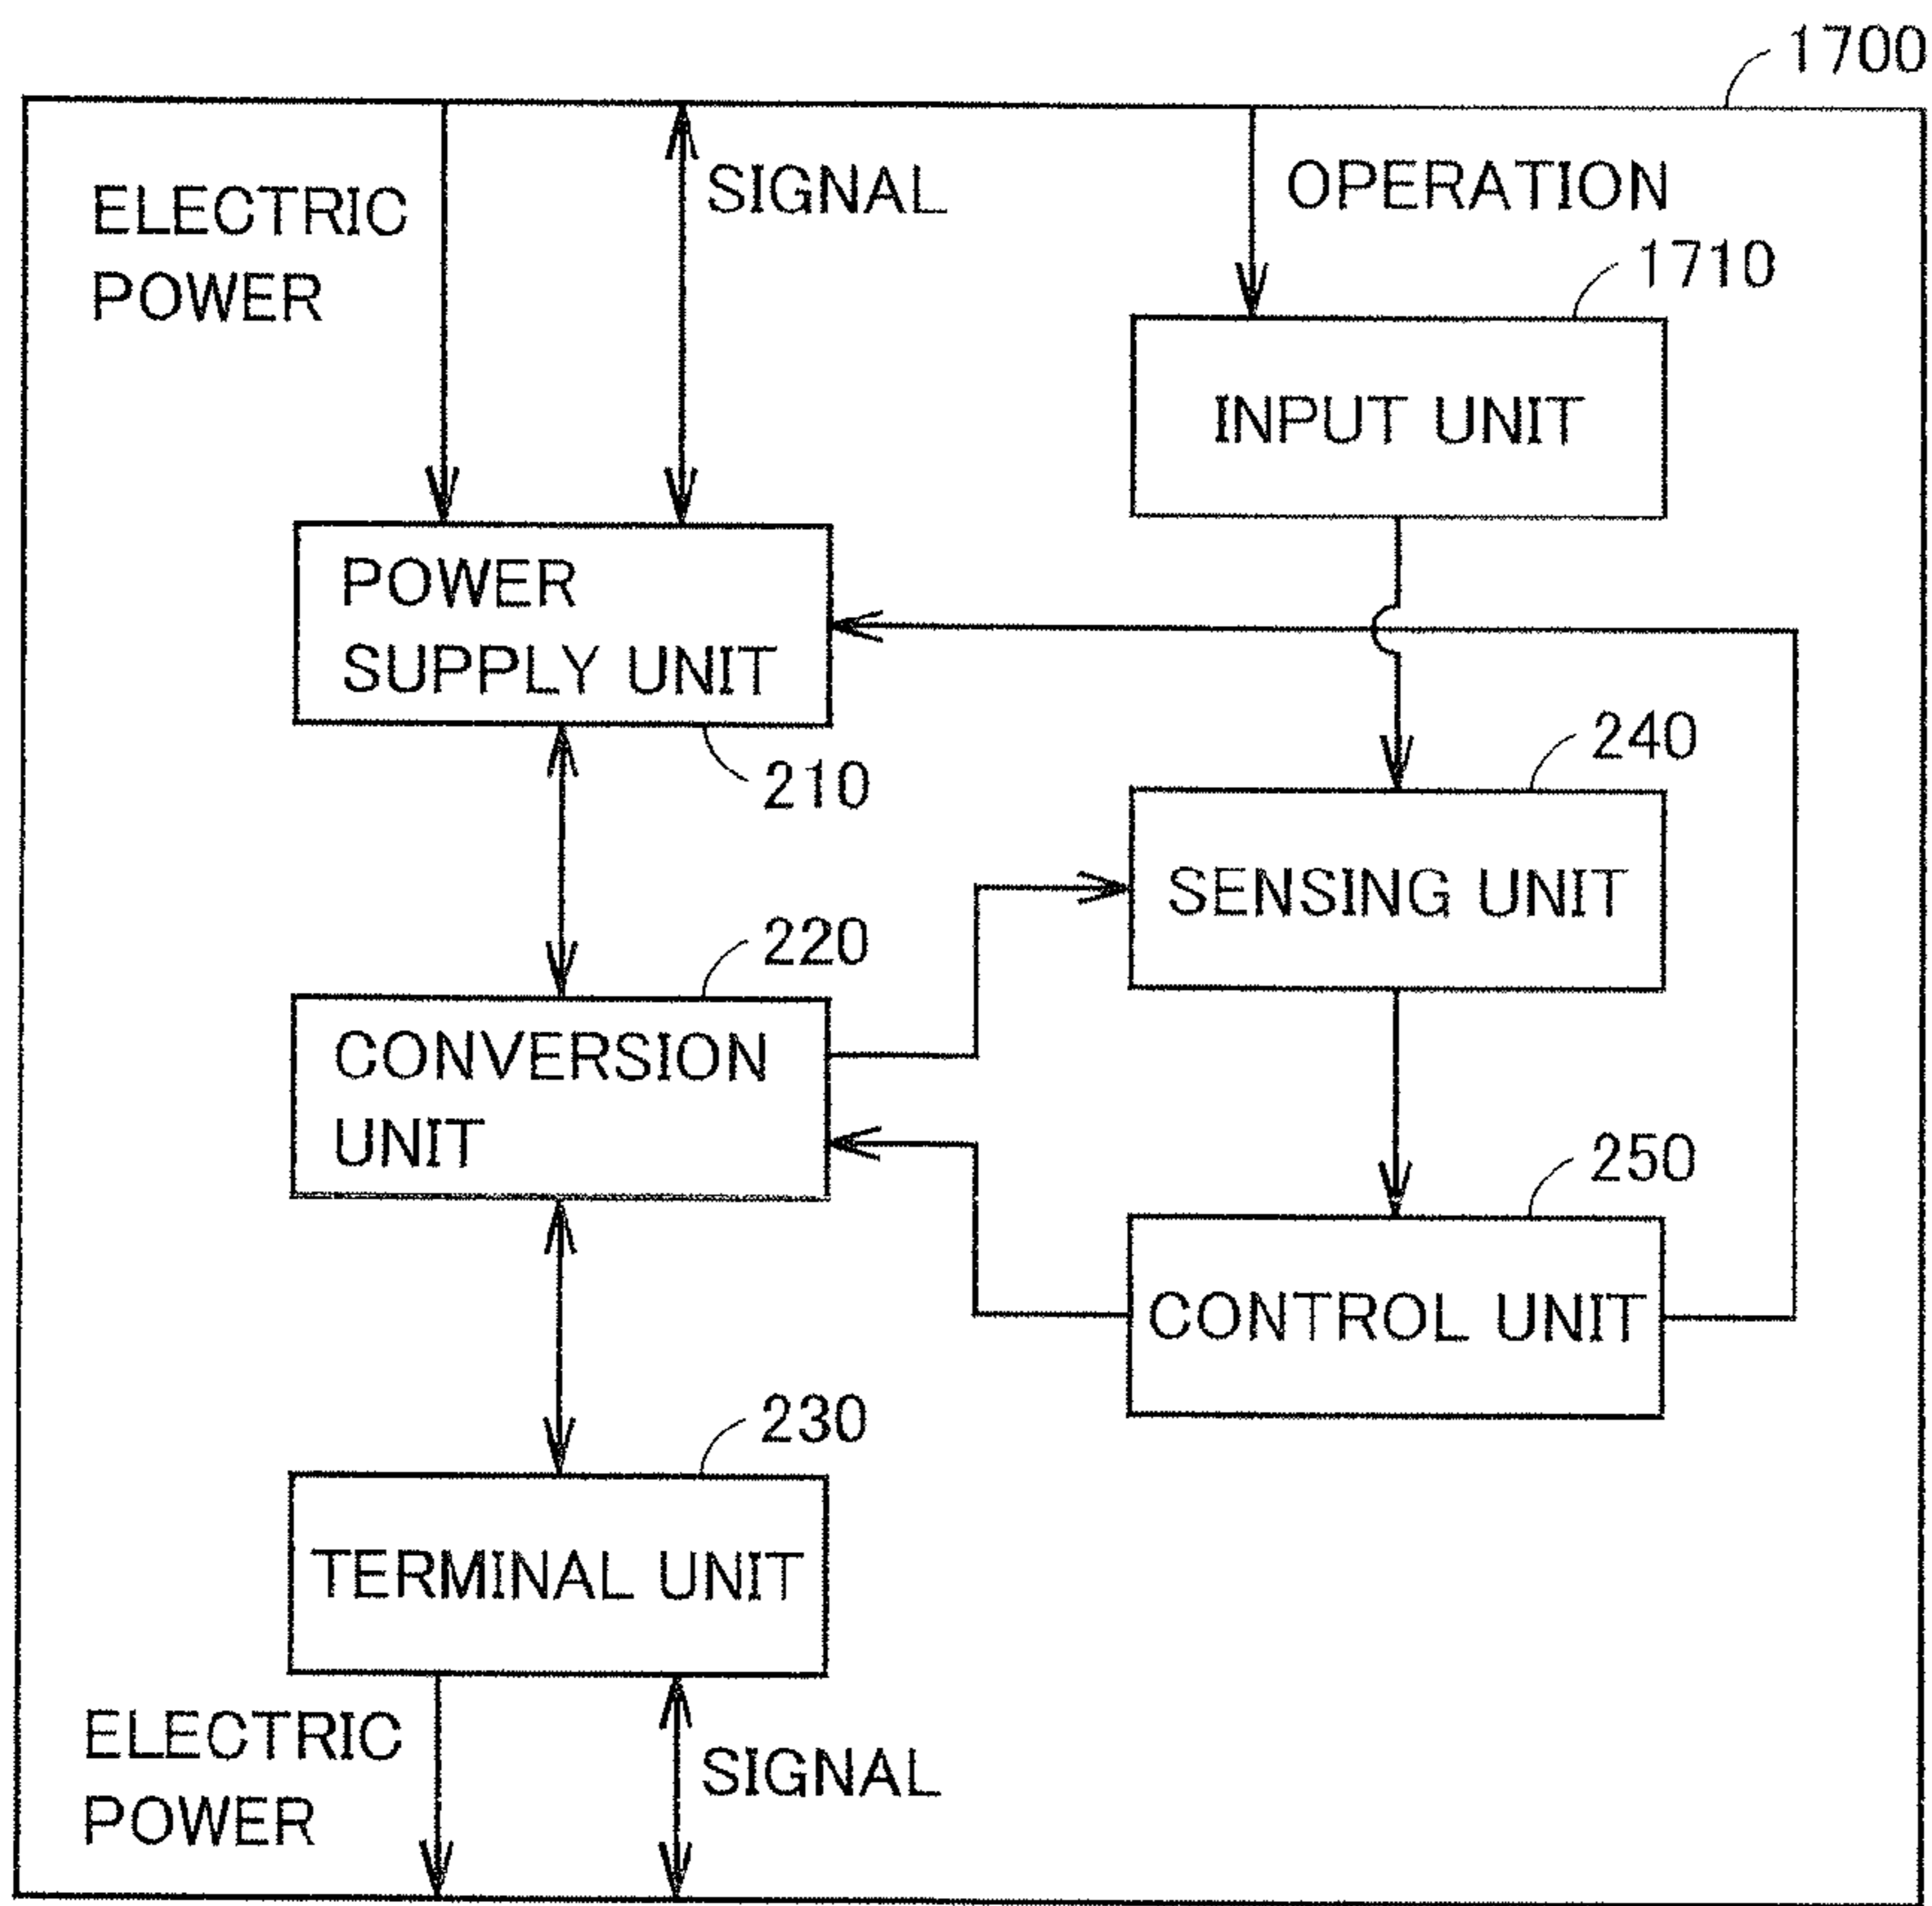 1700
ELECTRIC
POWER
SIGNAL
OPERATION
1710
INPUT UNIT
POWER
SUPPLY UNIT
210
240
SENSING UNIT
220
CONVERSION
UNIT
250
CONTROL UNIT
230
TERMINAL UNIT
ELECTRIC
POWER
SIGNAL